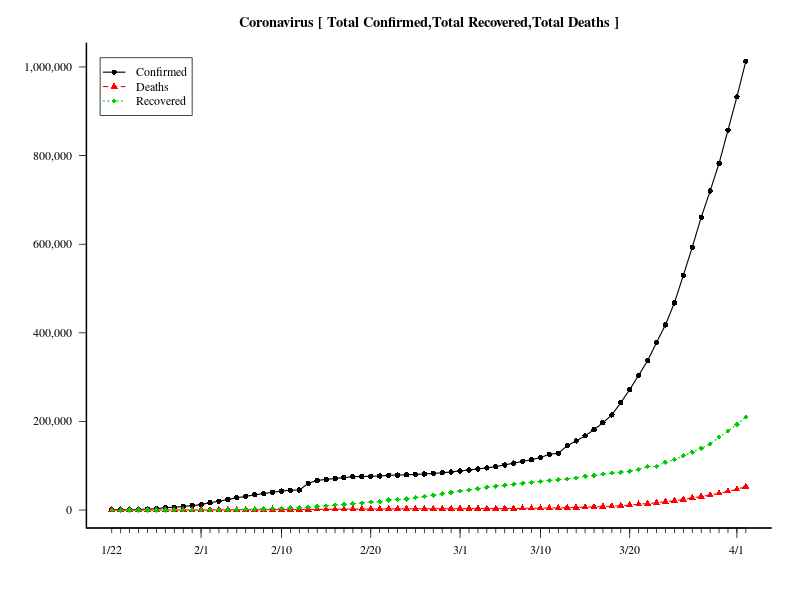 Coronavirus [ Total Confirmed,Total Recovered,Total Deaths ]
1,000,000
800,000
600,000
400,000
200,000
0
Confirmed
Deaths
Recovered
1/22 2/1 2/10 2/20 3/1 3/10 3/20 4/1